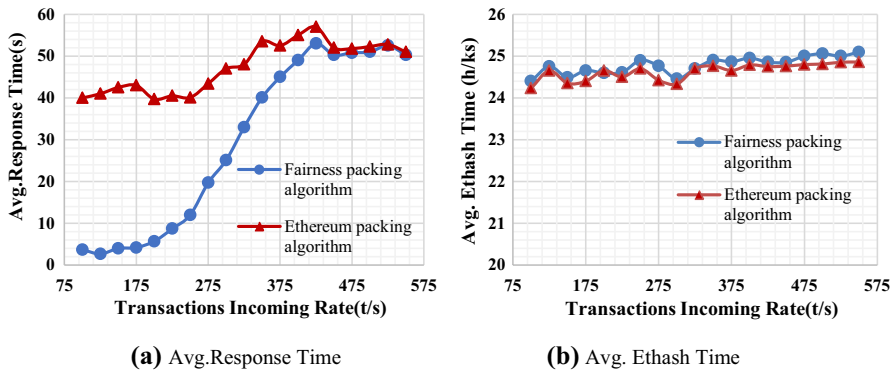 60
50
40
30
20
10
0
Avg.Response Time(s)
Fairness packing
algorithm
Ethereum packing
algorithm
75 175 275 375 475 575
Transactions Incoming Rate(t/s)
(a) Avg.Response Time
26
25
24
23
22
21
20
Avg. Ethash Time (h/ks)
Fairness packing
algorithm
Ethereum packing
algorithm
75 175 275 375 475 575
Transactions Incoming Rate(t/s)
(b) Avg. Ethash Time